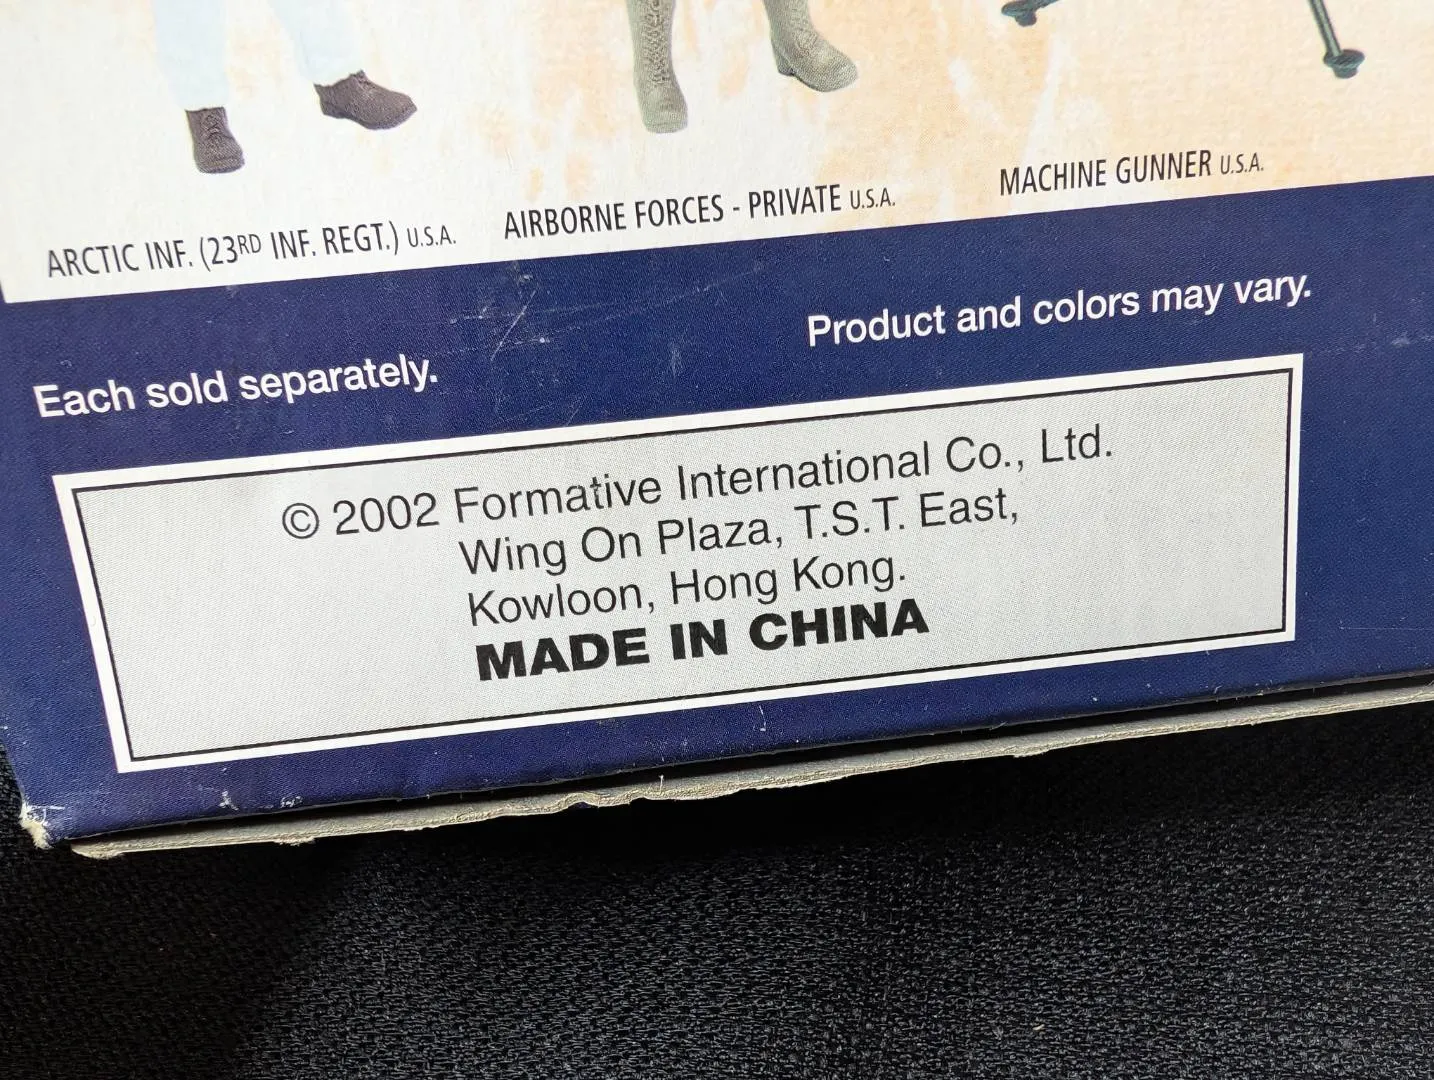 ARCTIC INF. (23RD INF. REGT.) U.S.A.
AIRBORNE FORCES - PRIVATE U.S.A.
MACHINE GUNNER U.S.A.
Each sold separately.
Product and colors may vary.
© 2002 Formative International Co., Ltd.
Wing On Plaza, T.S.T. East,
Kowloon, Hong Kong.
MADE IN CHINA